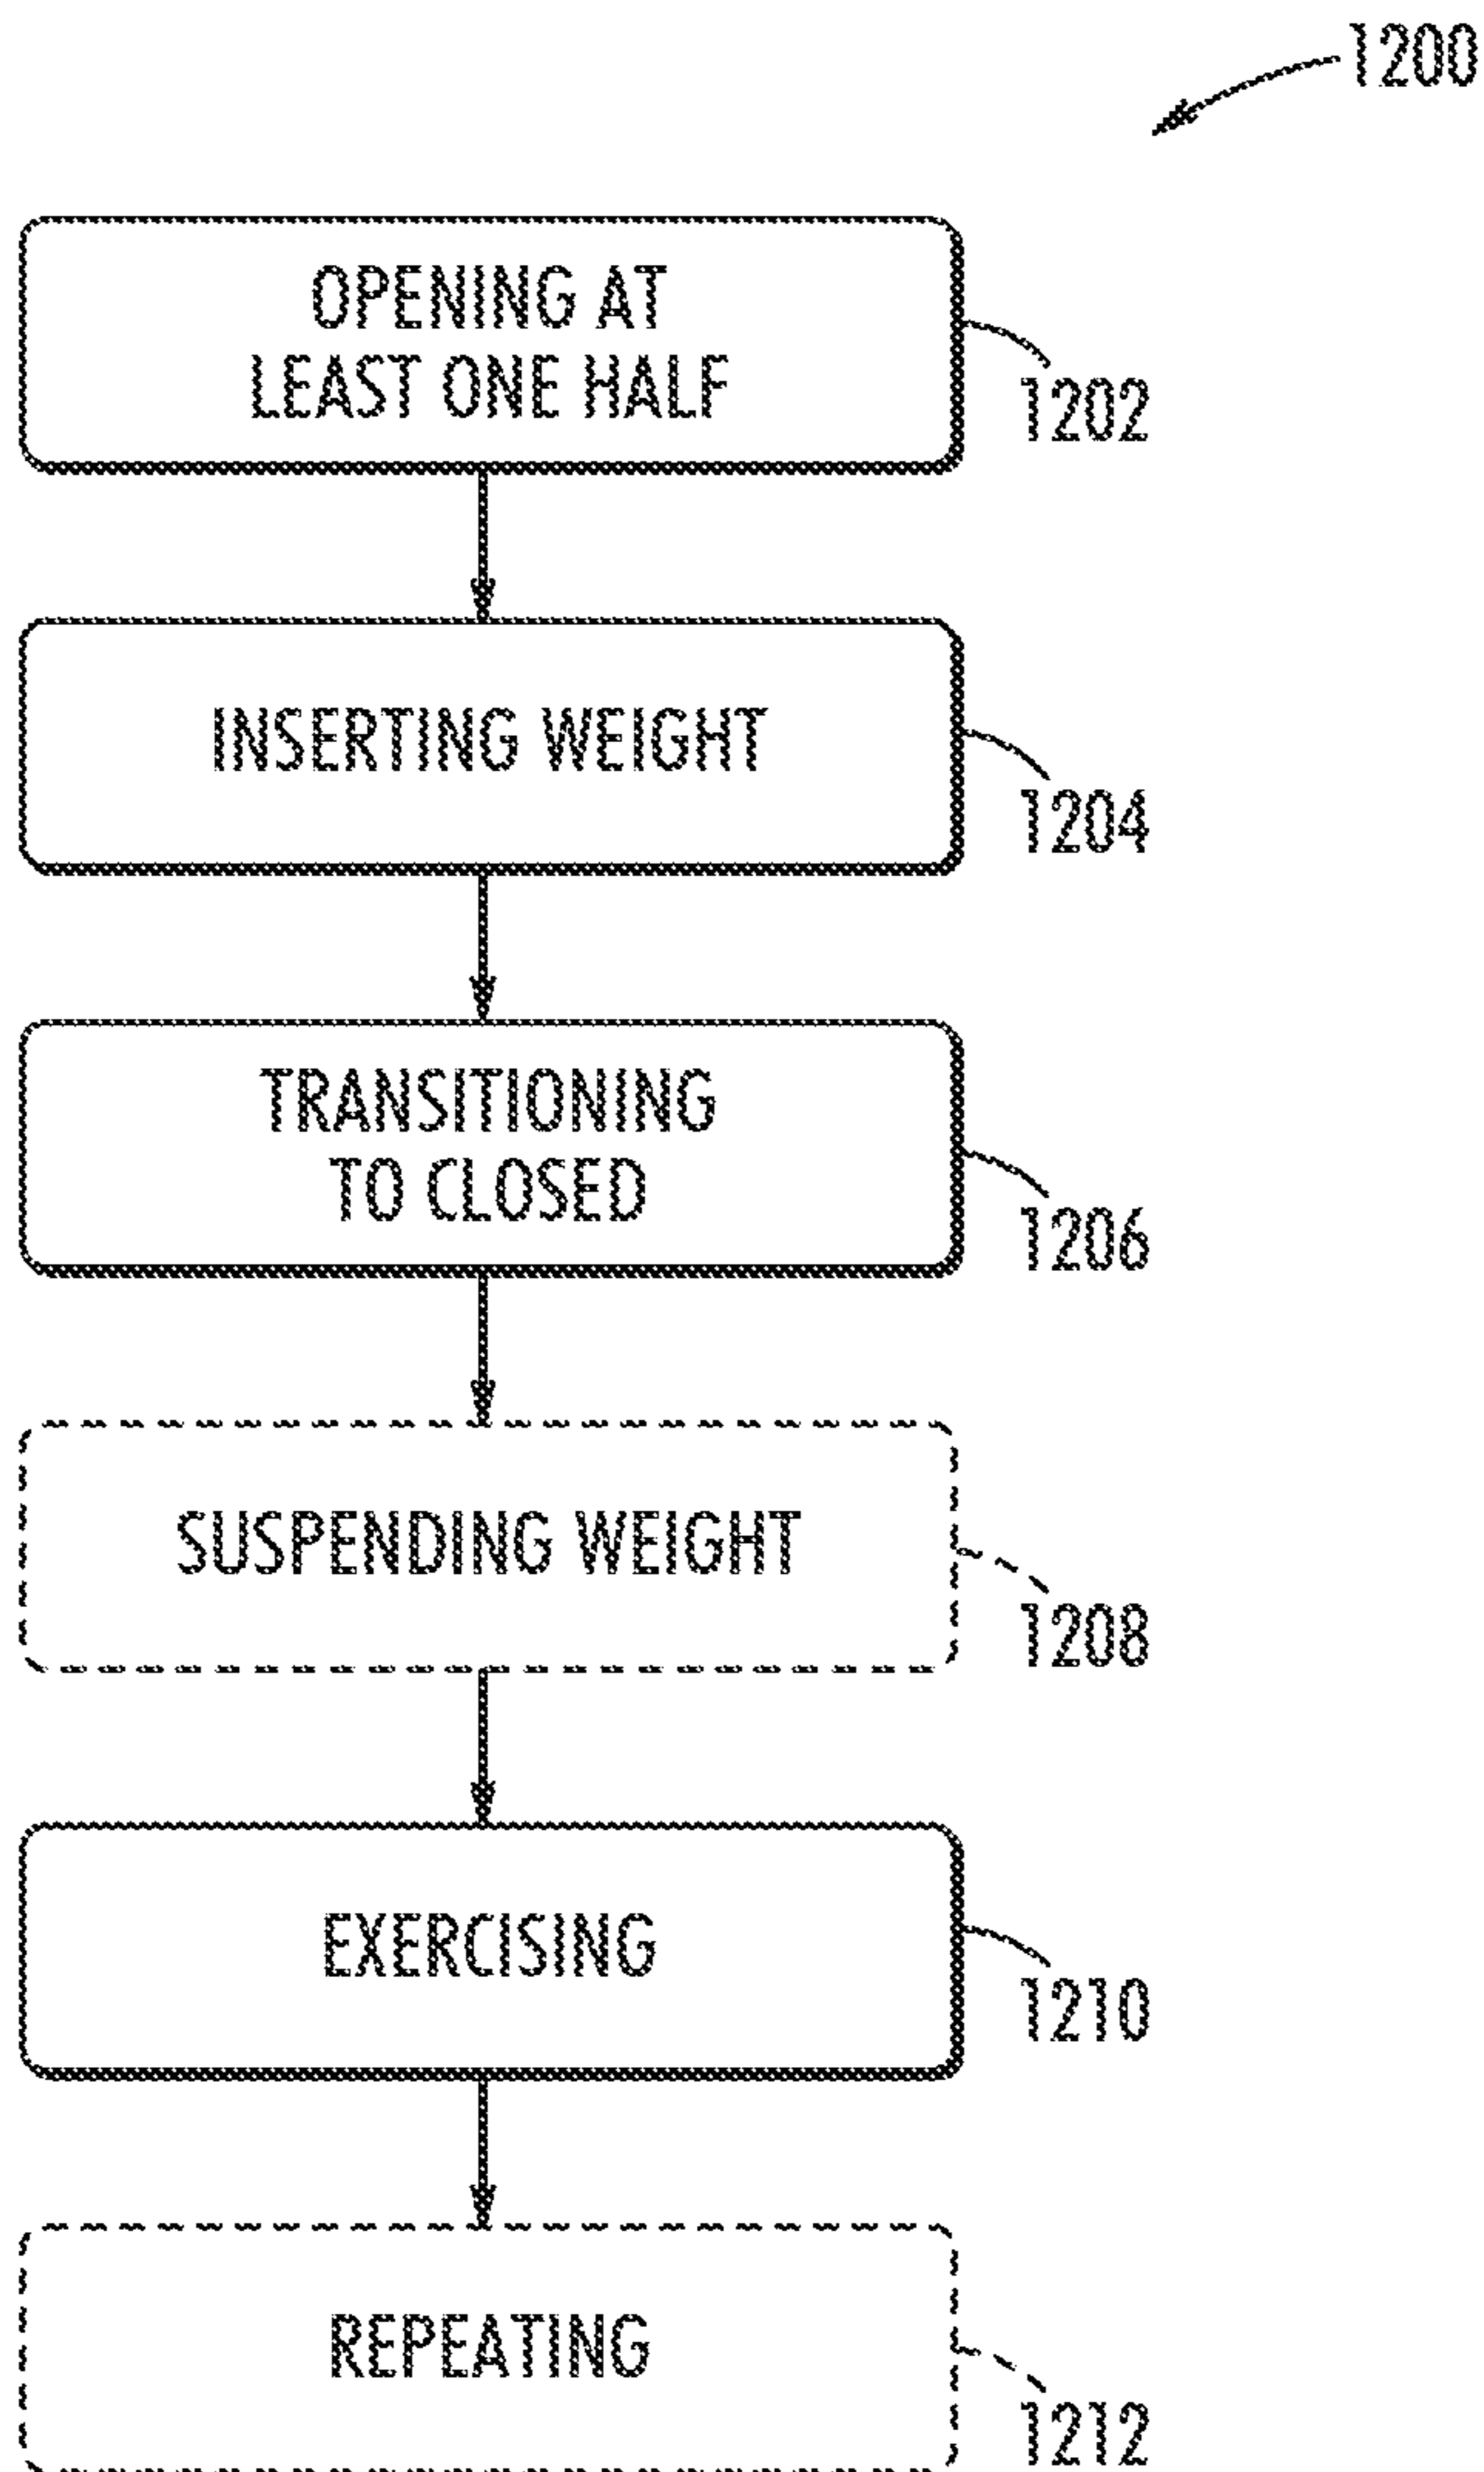 1200
OPENING AT
LEAST ONE HALF
1202
INSERTING WEIGHT
1204
TRANSITIONING
TO CLOSED
1206
SUSPENDING WEIGHT
1208
EXERCISING
1210
REPEATING
1212